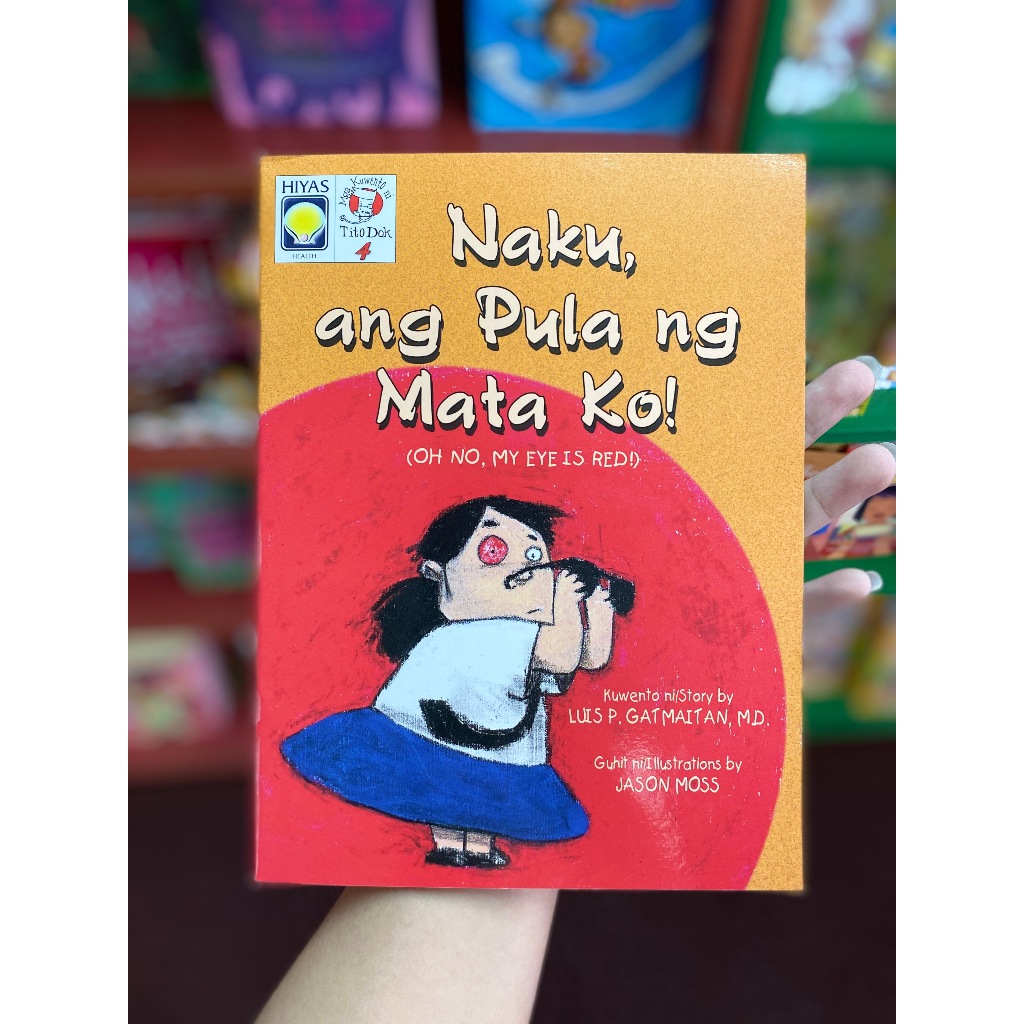 HIYAS
HEALTH
Mga Kuwento ni
Tito Dok
4
Naku,
ang Pula ng
Mata Ko!
(OH NO, MY EYE IS RED!)
Kuwento ni/Story by
LUIS P. GATMAITAN, M.D.
Guhit ni/Illustrations by
JASON MOSS